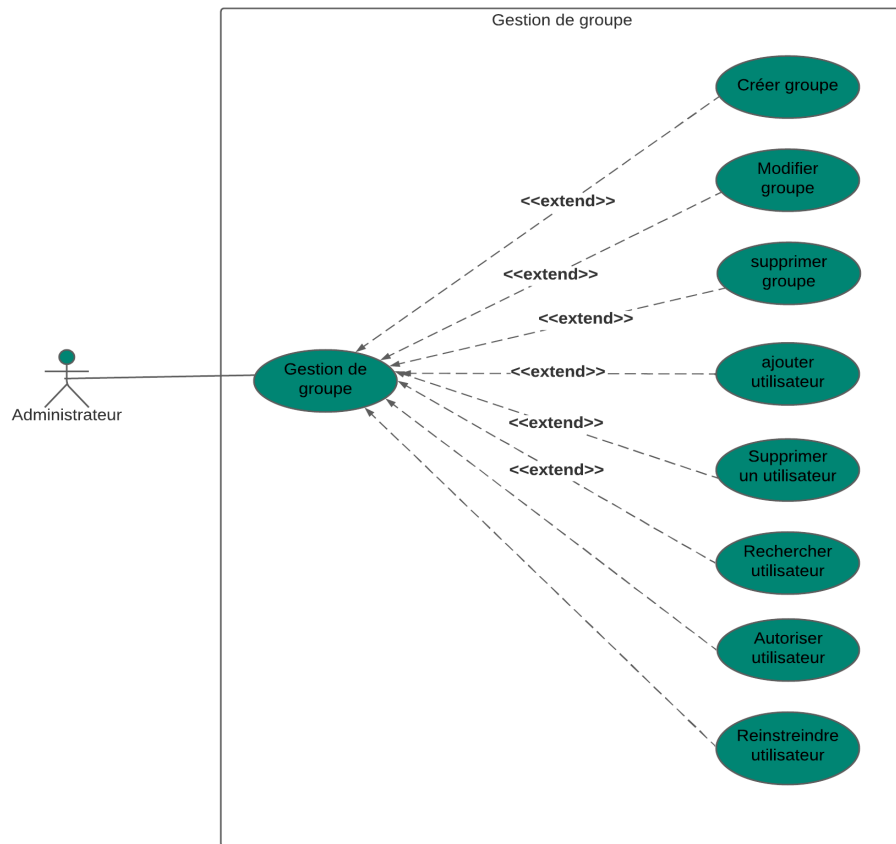 Gestion de groupe
Créer groupe
Modifier
groupe
<<extend>>
supprimer
groupe
<<extend>>
<<extend>>
ajouter
utilisateur
<<extend>>
Gestion de
groupe
Administrateur
<<extend>>
Supprimer
un utilisateur
<<extend>>
Rechercher
utilisateur
Autoriser
utilisateur
Reinstreindre
utilisateur